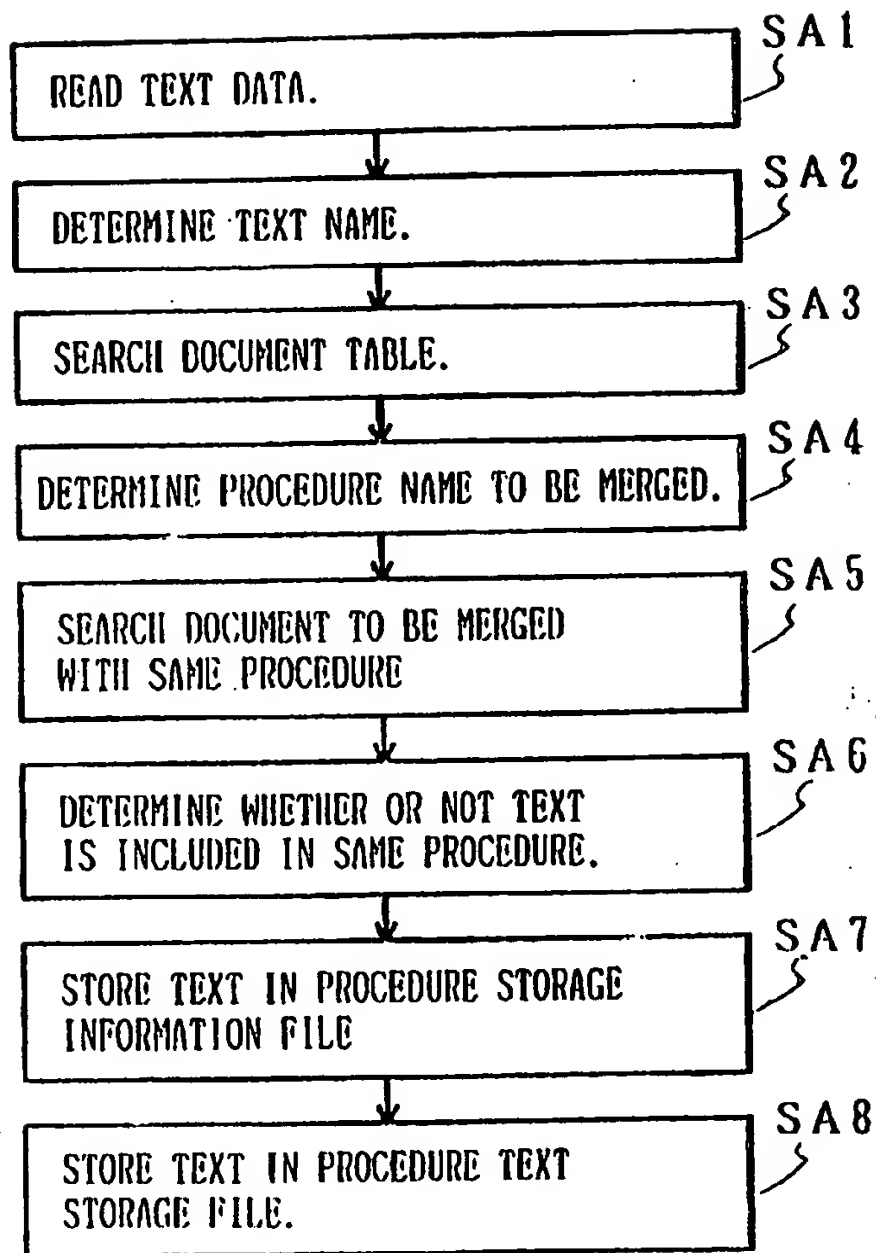 SA1
READ TEXT DATA.
SA2
DETERMINE TEXT NAME.
SA3
SEARCH DOCUMENT TABLE.
SA4
DETERMINE PROCEDURE NAME TO BE MERGED.
SA5
SEARCH DOCUMENT TO BE MERGED
WITH SAME PROCEDURE
SA6
DETERMINE WHETHER OR NOT TEXT
IS INCLUDED IN SAME PROCEDURE.
SA7
STORE TEXT IN PROCEDURE STORAGE
INFORMATION FILE
SA8
STORE TEXT IN PROCEDURE TEXT
STORAGE FILE.